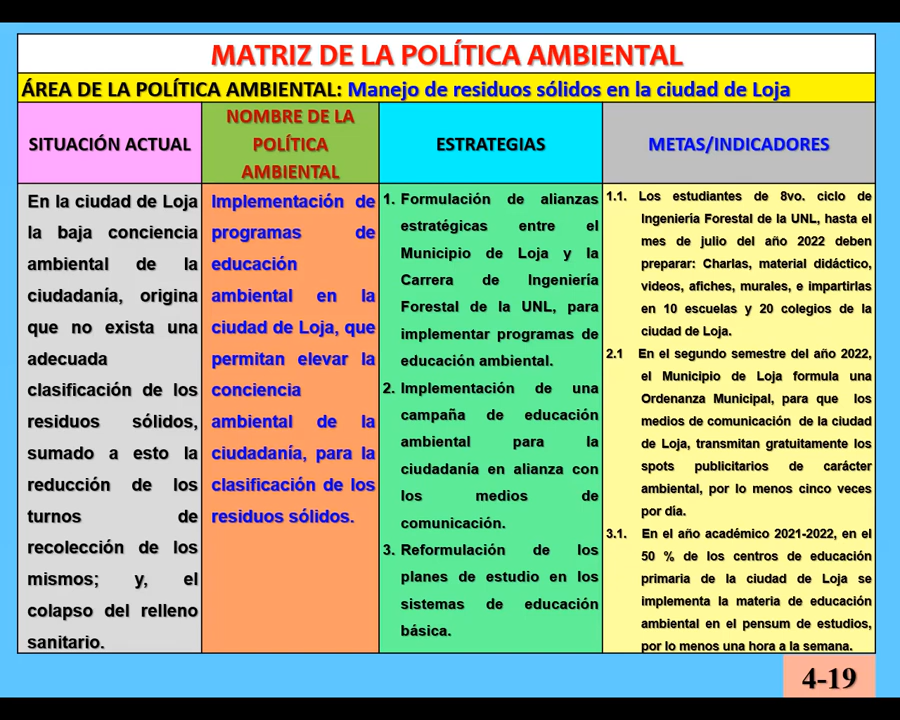 MATRIZ DE LA POLÍTICA AMBIENTAL
ÁREA DE LA POLÍTICA AMBIENTAL: Manejo de residuos sólidos en la ciudad de Loja
SITUACIÓN ACTUAL
NOMBRE DE LA
POLÍTICA
AMBIENTAL
ESTRATEGIAS
METAS/INDICADORES
En la ciudad de Loja
la baja conciencia
ambiental de la
ciudadanía, origina
que no exista una
adecuada
clasificación de los
residuos sólidos,
sumado a esto la
reducción de los
turnos de
recolección de los
mismos; y, el
colapso del relleno
sanitario.
Implementación de
programas de
educación
ambiental en la
ciudad de Loja, que
permitan elevar la
conciencia
ambiental de la
ciudadanía, para la
clasificación de los
residuos sólidos.
1. Formulación de alianzas
estratégicas entre el
Municipio de Loja y la
Carrera de Ingeniería
Forestal de la UNL, para
implementar programas de
educación ambiental.
2. Implementación de una
campaña de educación
ambiental para la
ciudadanía en alianza con
los medios de
comunicación.
3. Reformulación de los
planes de estudio en los
sistemas de educación
básica.
1.1. Los estudiantes de 8vo. ciclo de
Ingeniería Forestal de la UNL, hasta el
mes de julio del año 2022 deben
preparar: Charlas, material didáctico,
videos, afiches, murales, e impartirlas
en 10 escuelas y 20 colegios de la
ciudad de Loja.
2.1 En el segundo semestre del año 2022,
el Municipio de Loja formula una
Ordenanza Municipal, para que los
medios de comunicación de la ciudad
de Loja, transmitan gratuitamente los
spots publicitarios de carácter
ambiental, por lo menos cinco veces
por día.
3.1. En el año académico 2021-2022, en el
50 % de los centros de educación
primaria de la ciudad de Loja se
implementa la materia de educación
ambiental en el pensum de estudios,
por lo menos una hora a la semana.
4-19